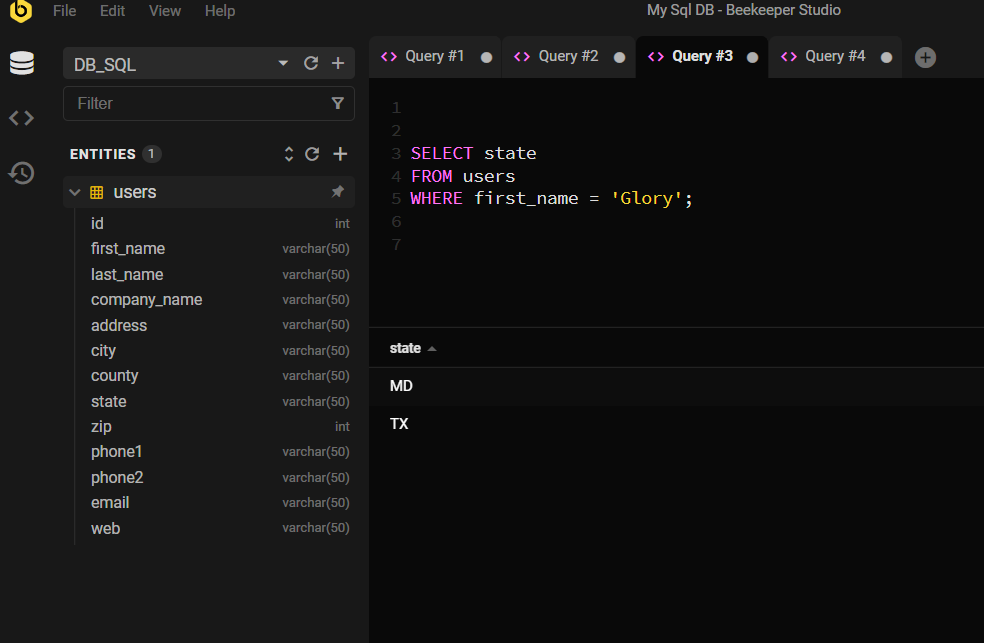 File Edit View Help
My Sql DB - Beekeeper Studio
DB_SQL
Filter
ENTITIES 1
users
id int
first_name varchar(50)
last_name varchar(50)
company_name varchar(50)
address varchar(50)
city varchar(50)
county varchar(50)
state varchar(50)
zip int
phone1 varchar(50)
phone2 varchar(50)
email varchar(50)
web varchar(50)
Query #1 Query #2 Query #3 Query #4
1
2
3 SELECT state
4 FROM users
5 WHERE first_name = 'Glory';
6
7
state
MD
TX